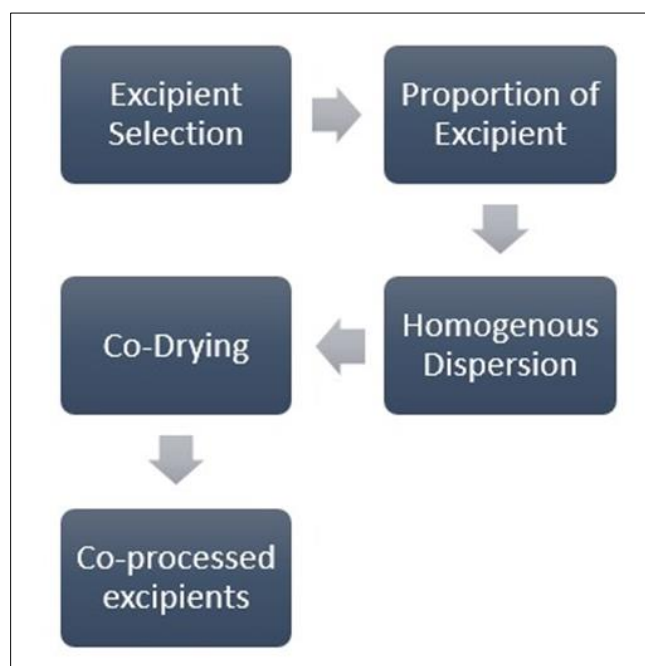 Excipient
Selection
Proportion of
Excipient
Homogenous
Dispersion
Co-Drying
Co-processed
excipients